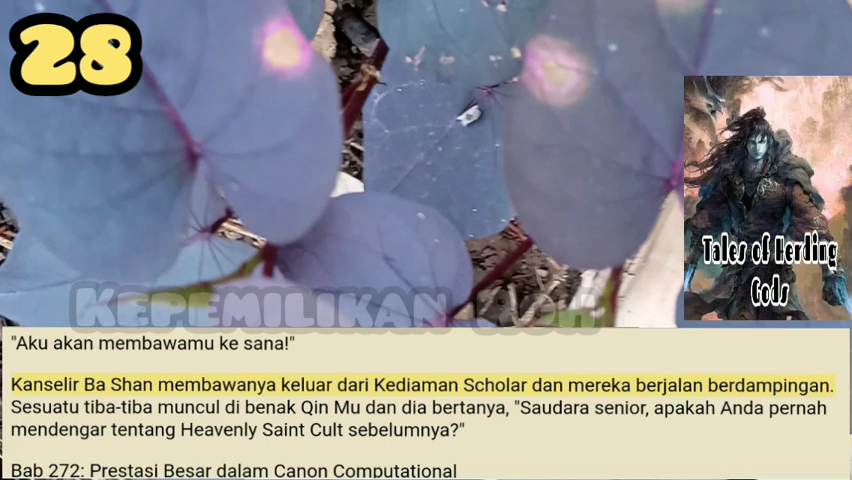 28
Tales of Herding
Gods
KEPEMILIKAN
"Aku akan membawamu ke sana!"
Kanselir Ba Shan membawanya keluar dari Kediaman Scholar dan mereka berjalan berdampingan.
Sesuatu tiba-tiba muncul di benak Qin Mu dan dia bertanya, "Saudara senior, apakah Anda pernah
mendengar tentang Heavenly Saint Cult sebelumnya?"
Bab 272: Prestasi Besar dalam Canon Computational